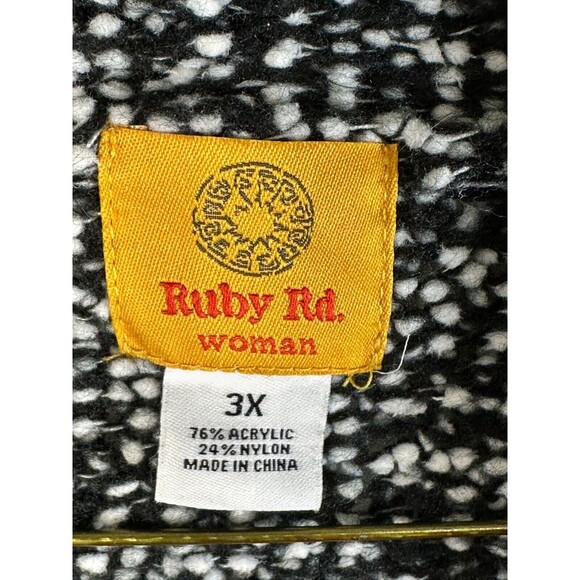 Ruby Rd.
woman
3X
76% ACRYLIC
24% NYLON
MADE IN CHINA